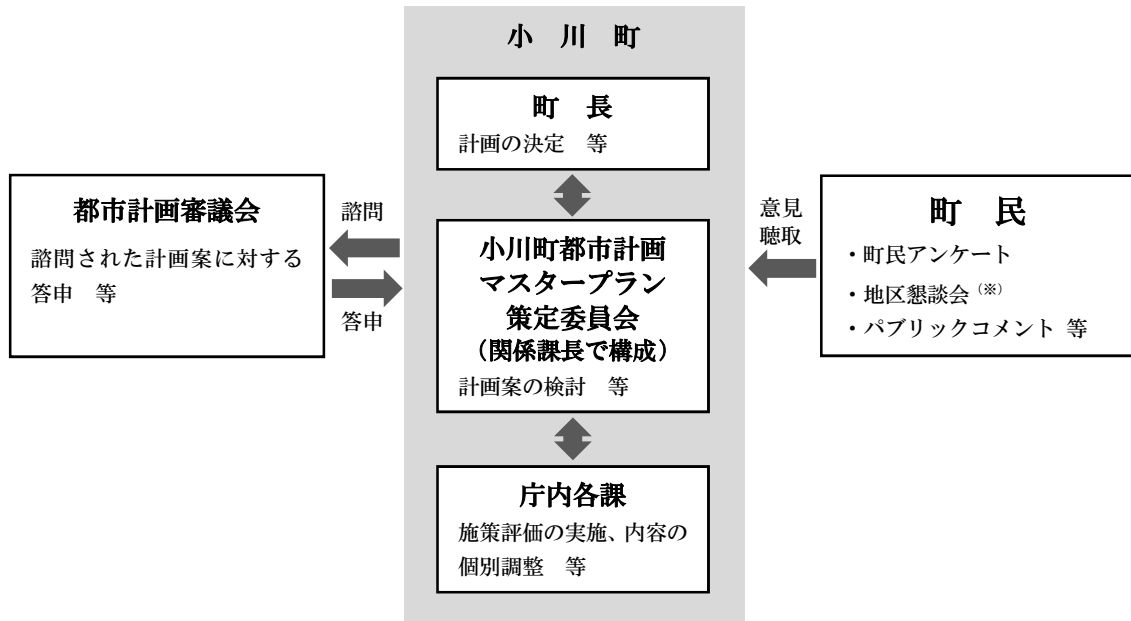 小 川 町
町 長
計画の決定 等
都市計画審議会
諮問された計画案に対する
答申 等
諮問
答申
小川町都市計画
マスタープラン
策定委員会
(関係課長で構成)
計画案の検討 等
意見
聴取
町 民
・町民アンケート
・地区懇談会(※)
・パブリックコメント 等
庁内各課
施策評価の実施、内容の
個別調整 等